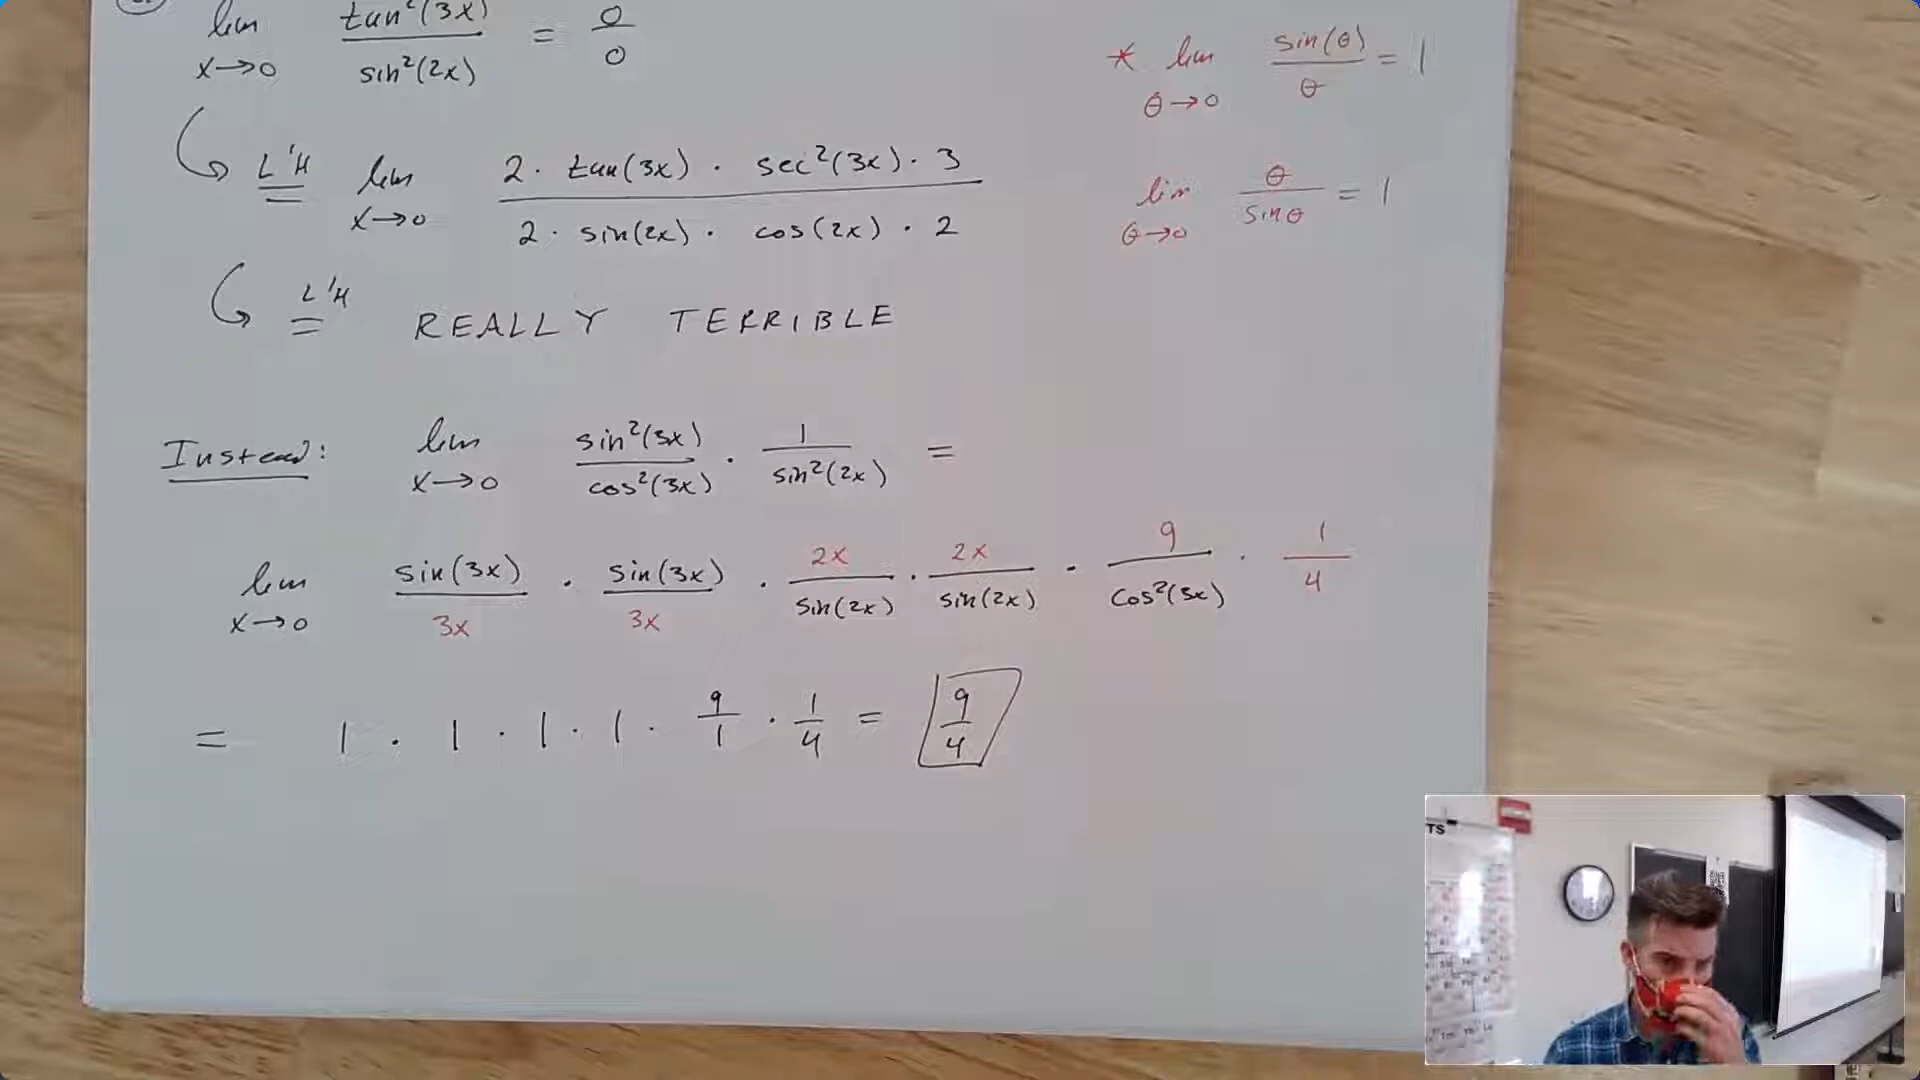 lim x→0 tan²(3x) / sin²(2x) = 0/0
L'H lim x→0 2 · tan(3x) · sec²(3x) · 3 / 2 · sin(2x) · cos(2x) · 2
L'H = REALLY TERRIBLE
Instead: lim x→0 sin²(3x)/cos²(3x) · 1/sin²(2x) =
lim x→0 sin(3x)/3x · sin(3x)/3x · 2x/sin(2x) · 2x/sin(2x) · 9/cos²(3x) · 1/4
= 1 · 1 · 1 · 1 · 9/1 · 1/4 = 9/4
* lim θ→0 sin(θ)/θ = 1
lim θ→0 θ/sinθ = 1
TS